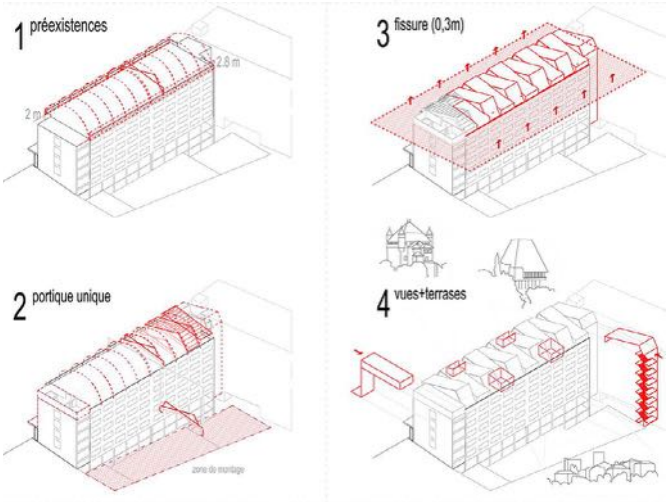 1 préexistences
2.8 m
2 m
3 fissure (0,3m)
2 portique unique
zone de montage
4 vues+terrases